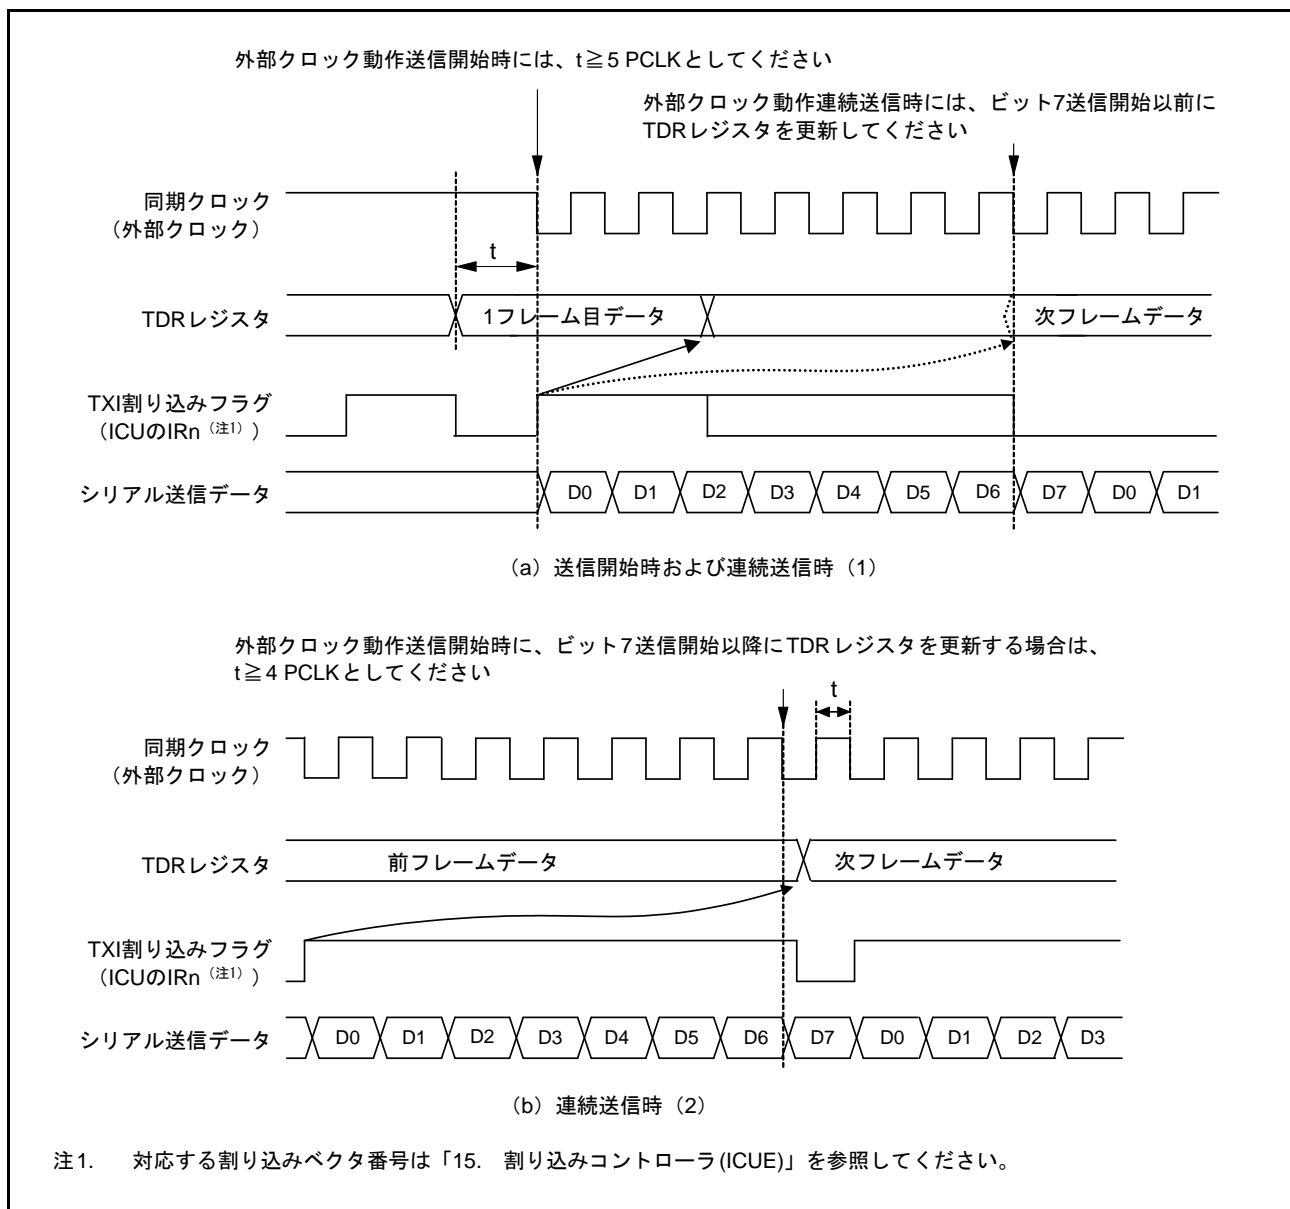 外部クロック動作送信開始時には、t≧5 PCLKとしてください
外部クロック動作連続送信時には、ビット7送信開始以前に
TDRレジスタを更新してください
同期クロック
（外部クロック）
t
TDRレジスタ
1フレーム目データ
次フレームデータ
TXI割り込みフラグ
（ICUのIRn（注1））
シリアル送信データ
D0 D1 D2 D3 D4 D5 D6 D7 D0 D1
（a）送信開始時および連続送信時（1）
外部クロック動作送信開始時に、ビット7送信開始以降にTDRレジスタを更新する場合は、
t≧4 PCLKとしてください
t
同期クロック
（外部クロック）
TDRレジスタ
前フレームデータ
次フレームデータ
TXI割り込みフラグ
（ICUのIRn（注1））
シリアル送信データ
D0 D1 D2 D3 D4 D5 D6 D7 D0 D1 D2 D3
（b）連続送信時（2）
注1. 対応する割り込みベクタ番号は「15. 割り込みコントローラ(ICUE)」を参照してください。